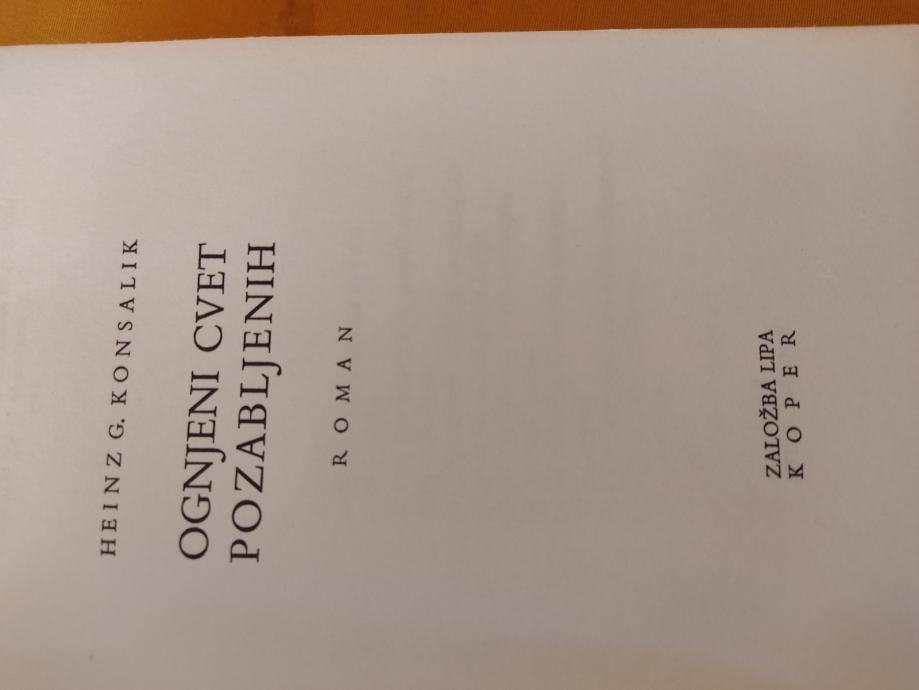 HEINZ G. KONSALIK
OGNJENI CVET
POZABLJENIH
ROMAN
ZALOŽBA LIPA
KOPER